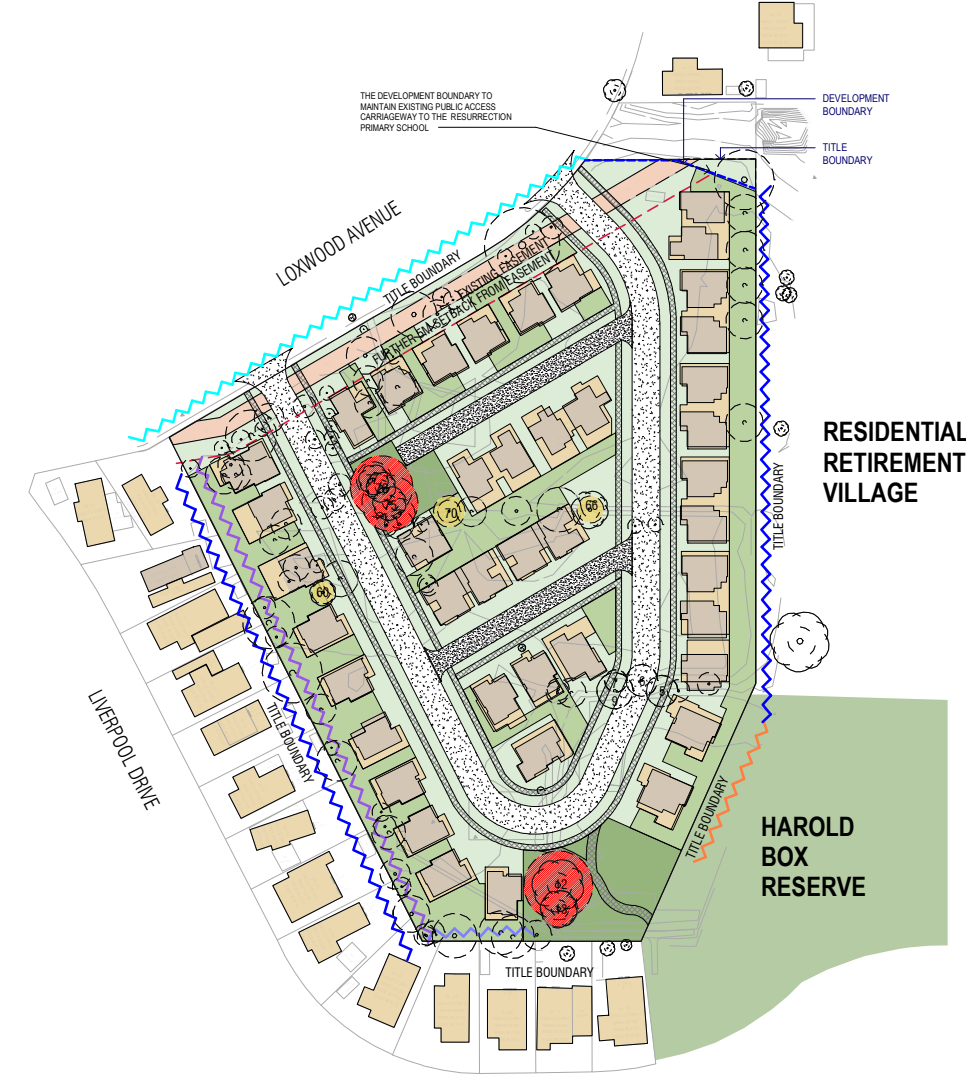 THE DEVELOPMENT BOUNDARY TO
MAINTAIN EXISTING PUBLIC ACCESS
CARRIAGEWAY TO THE RESURRECTION
PRIMARY SCHOOL
DEVELOPMENT
BOUNDARY
TITLE
BOUNDARY
LOXWOOD AVENUE
TITLE BOUNDARY
EXISTING EASEMENT
FURTHER 5M SETBACK FROM EASEMENT
RESIDENTIAL
RETIREMENT
VILLAGE
TITLE BOUNDARY
70
66
60
LIVERPOOL DRIVE
TITLE BOUNDARY
TITLE BOUNDARY
HAROLD
BOX
RESERVE
TITLE BOUNDARY